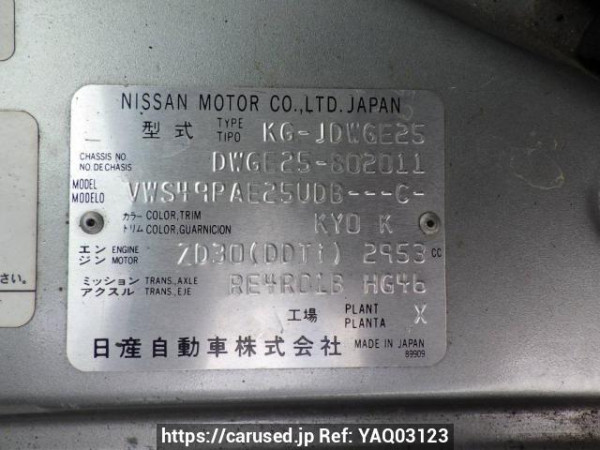 NISSAN MOTOR CO.,LTD.JAPAN
型式 TYPE TIPO KG-JDWGE25
CHASSIS NO NO DE CHASIS DWGE25-802011
MODEL MODELO VWS49PAE25UDB---C-
カラー COLOR,TRIM
トリム COLOR,GUARNICION KY0 K
エンジン ENGINE MOTOR ZD30(DDTi) 2953 CC
ミッション TRANS.,AXLE
アクスル TRANS.,EJE RE4R01B HG46
工場 PLANT PLANTA X
日産自動車株式会社 MADE IN JAPAN
89909
さい。
https://carused.jp Ref: YAQ03123